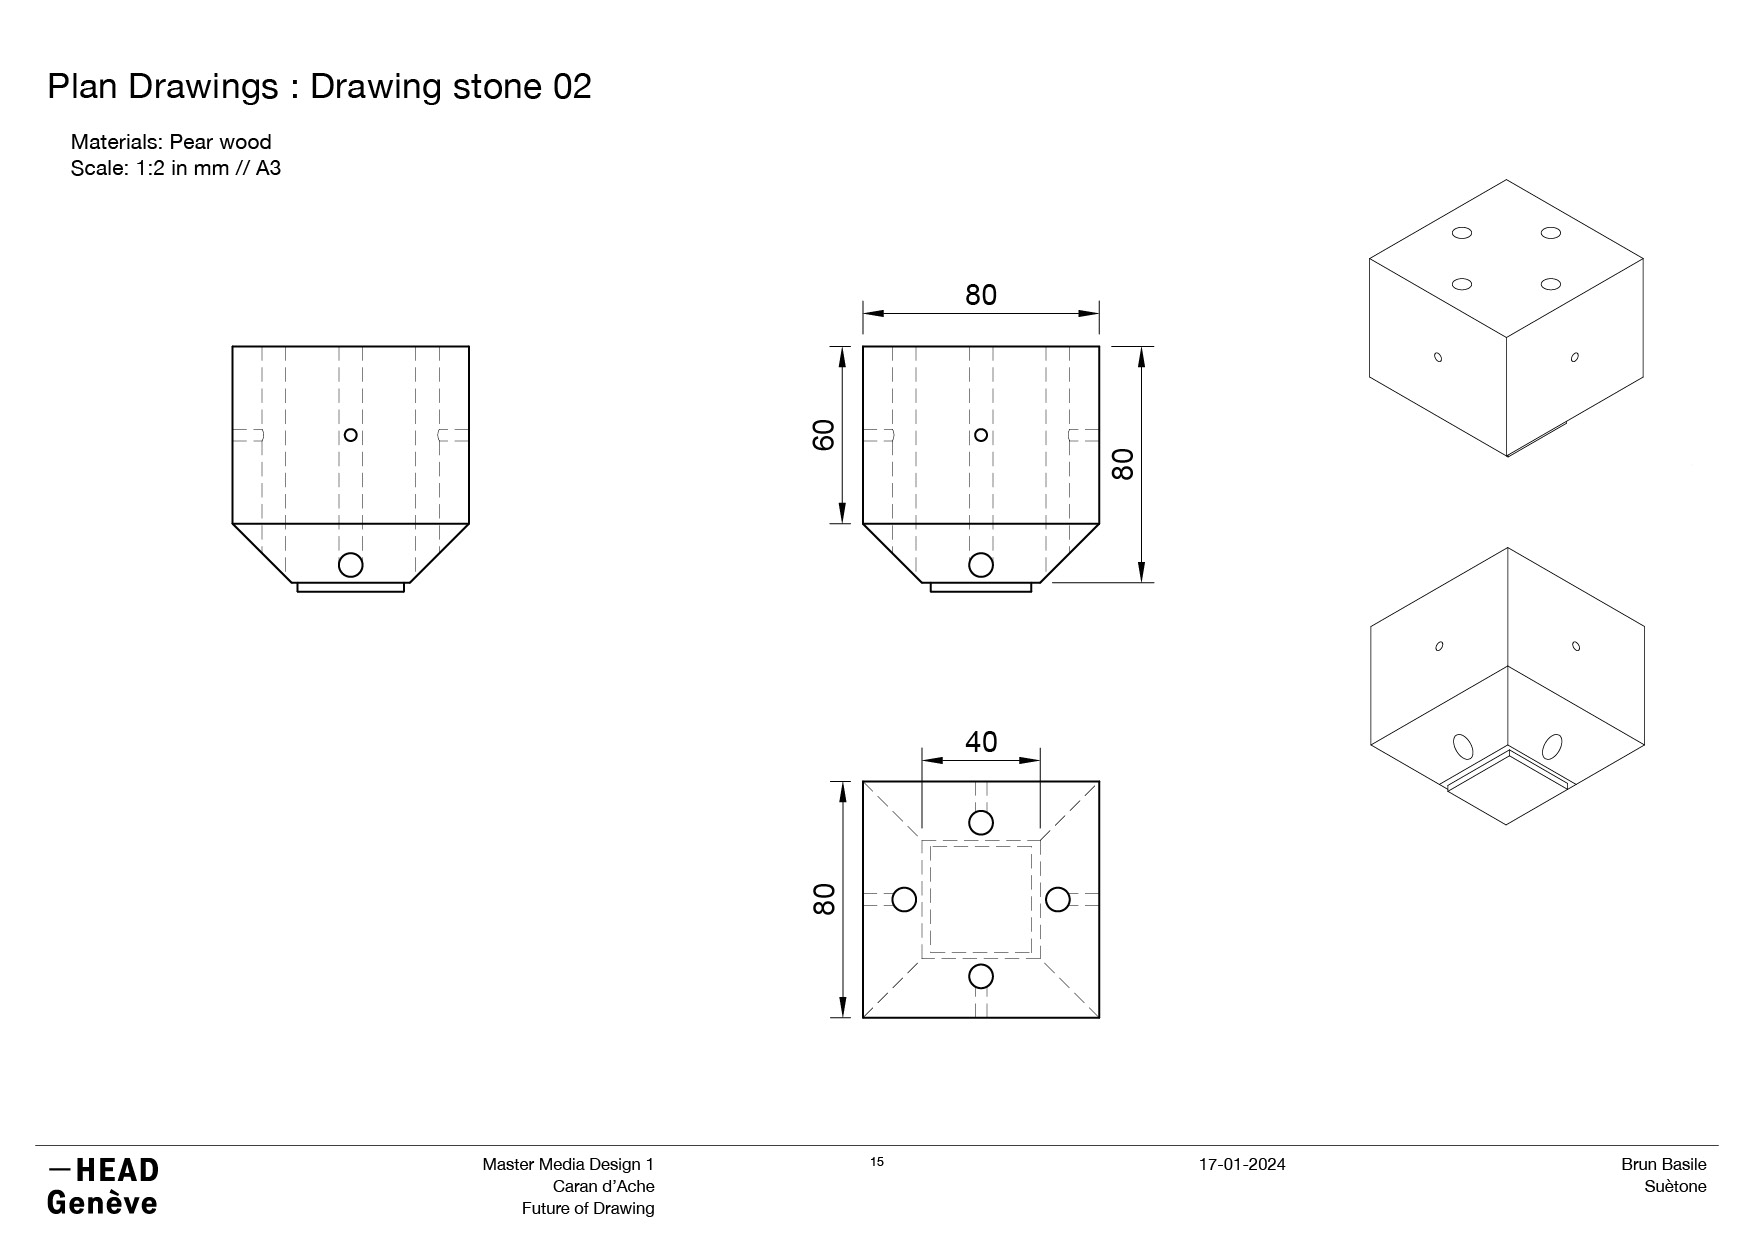 Plan Drawings : Drawing stone 02
Materials: Pear wood
Scale: 1:2 in mm // A3
80
60
80
40
80
—HEAD
Genève
Master Media Design 1
Caran d’Ache
Future of Drawing
15
17-01-2024
Brun Basile
Suètone